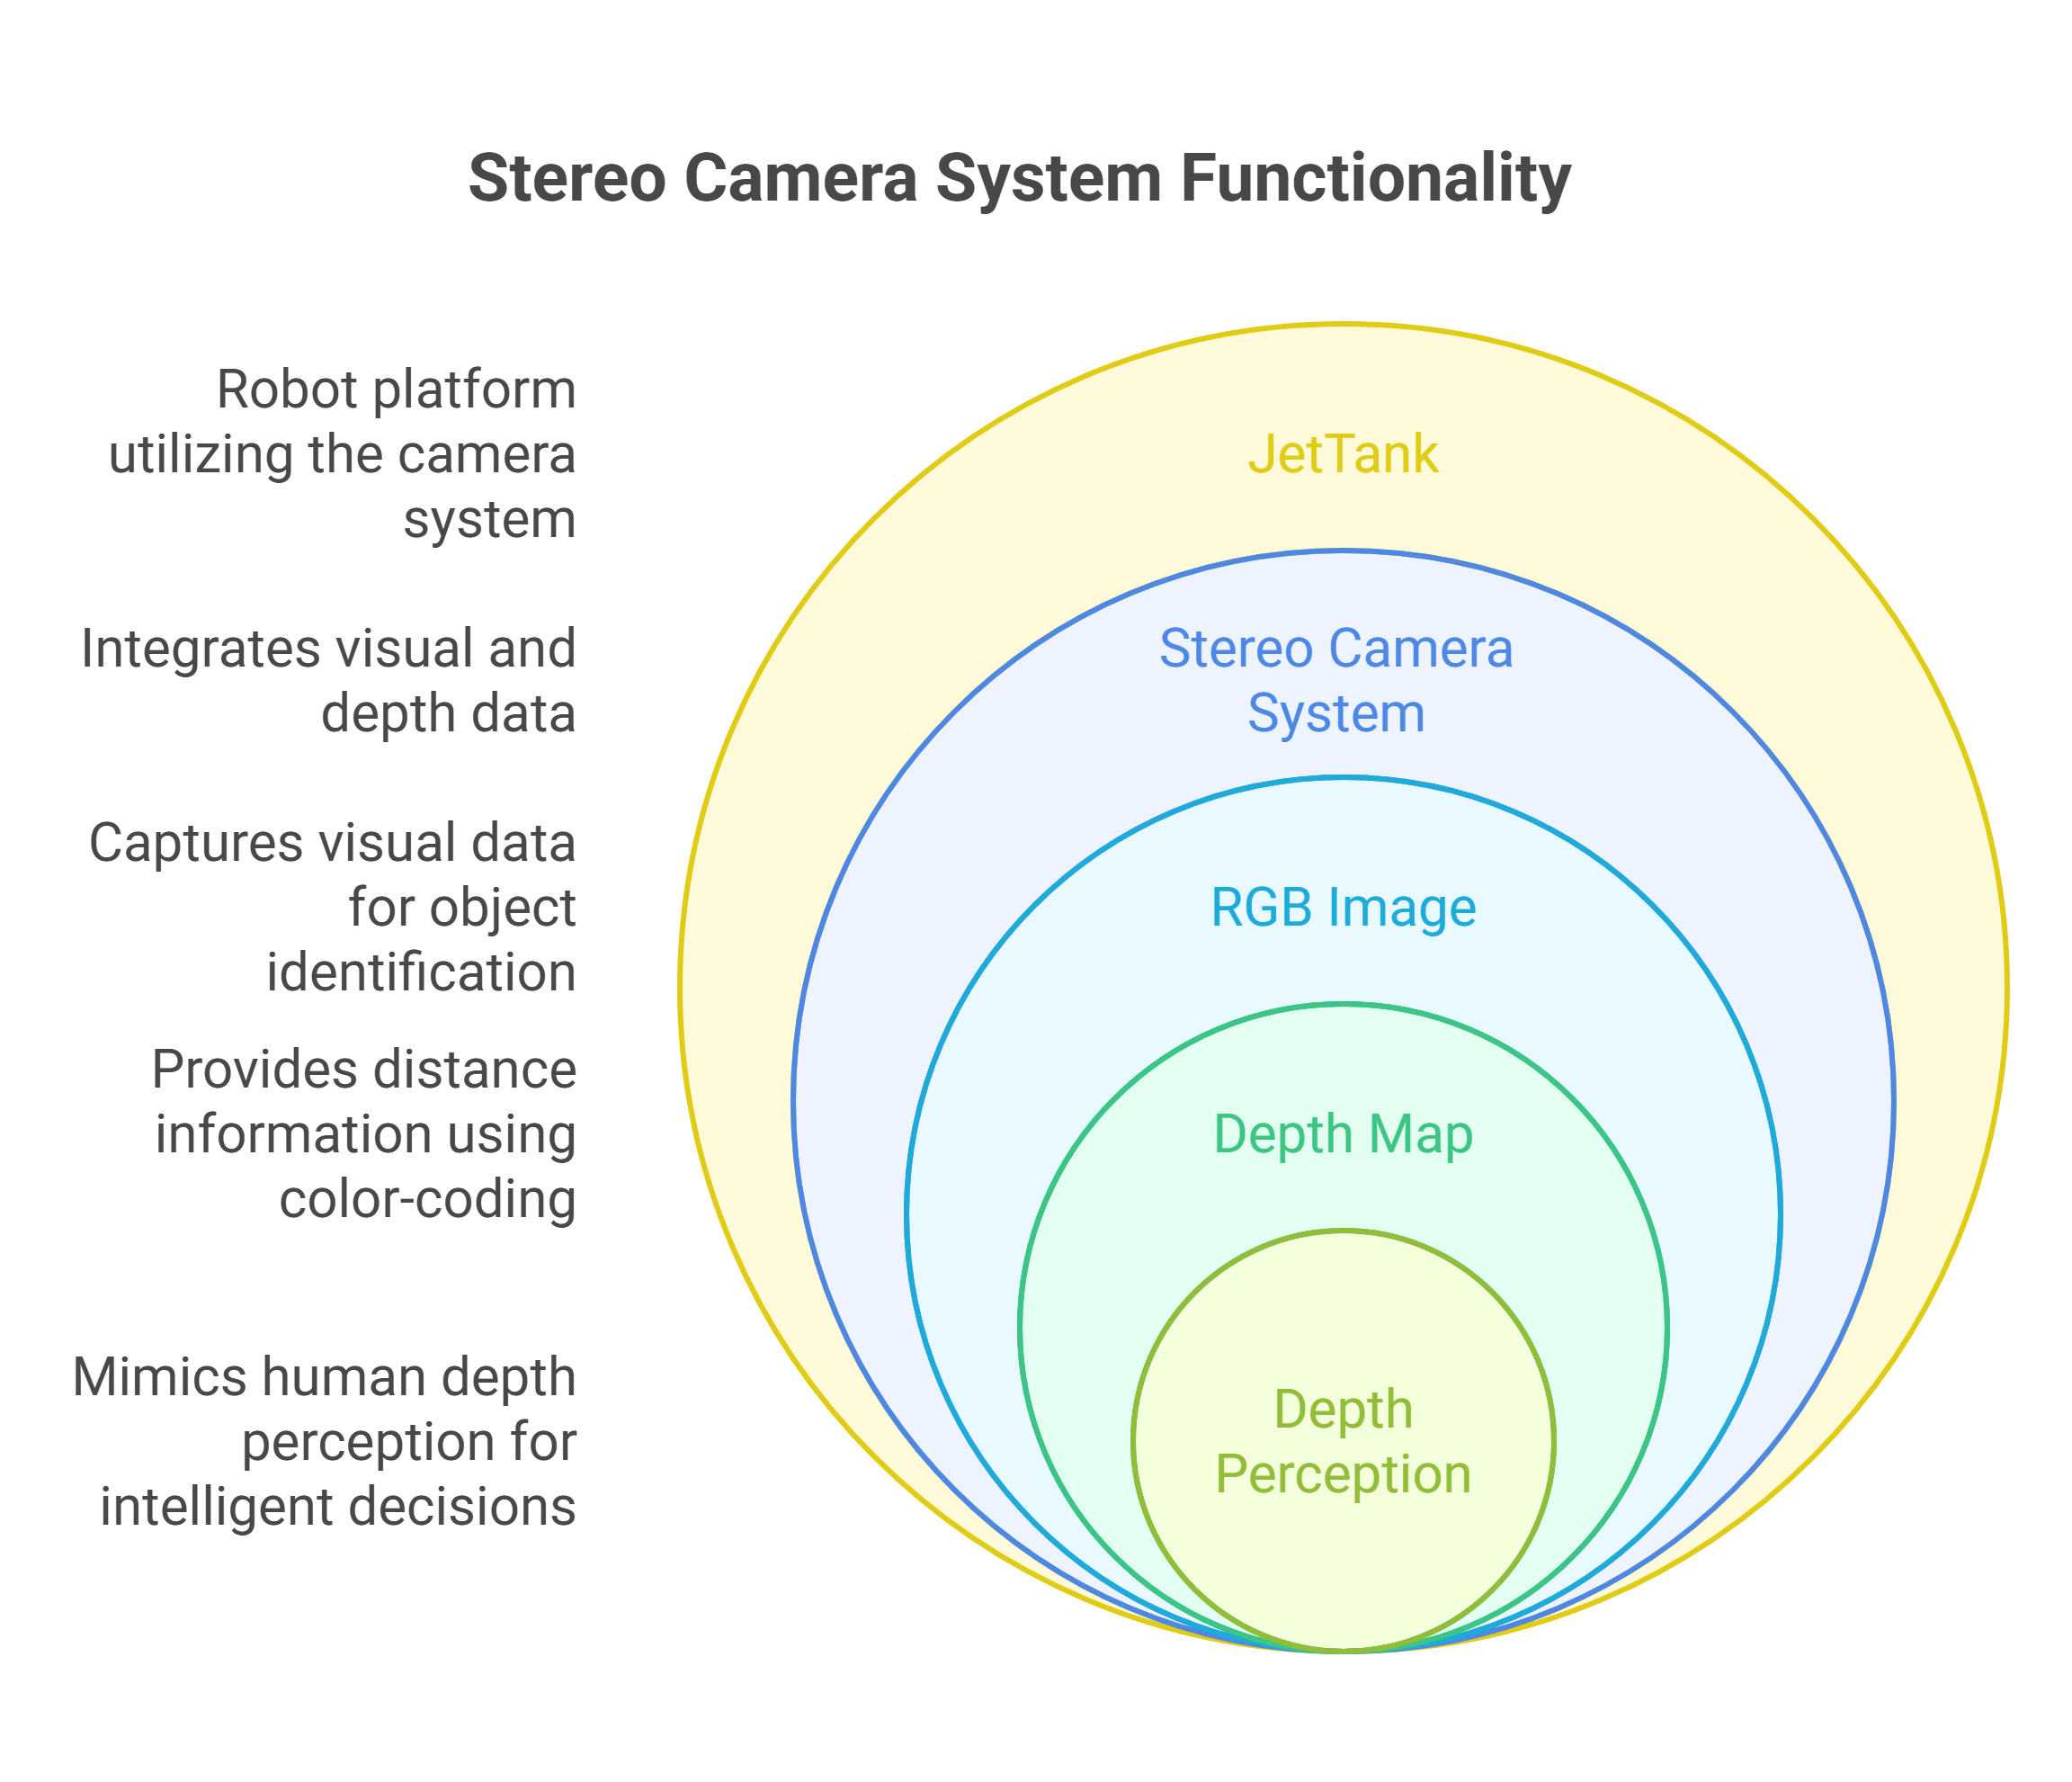 Stereo Camera System Functionality
Robot platform
utilizing the camera
system
JetTank
Integrates visual and
depth data
Stereo Camera
System
Captures visual data
for object
identification
RGB Image
Provides distance
information using
color-coding
Depth Map
Mimics human depth
perception for
intelligent decisions
Depth
Perception